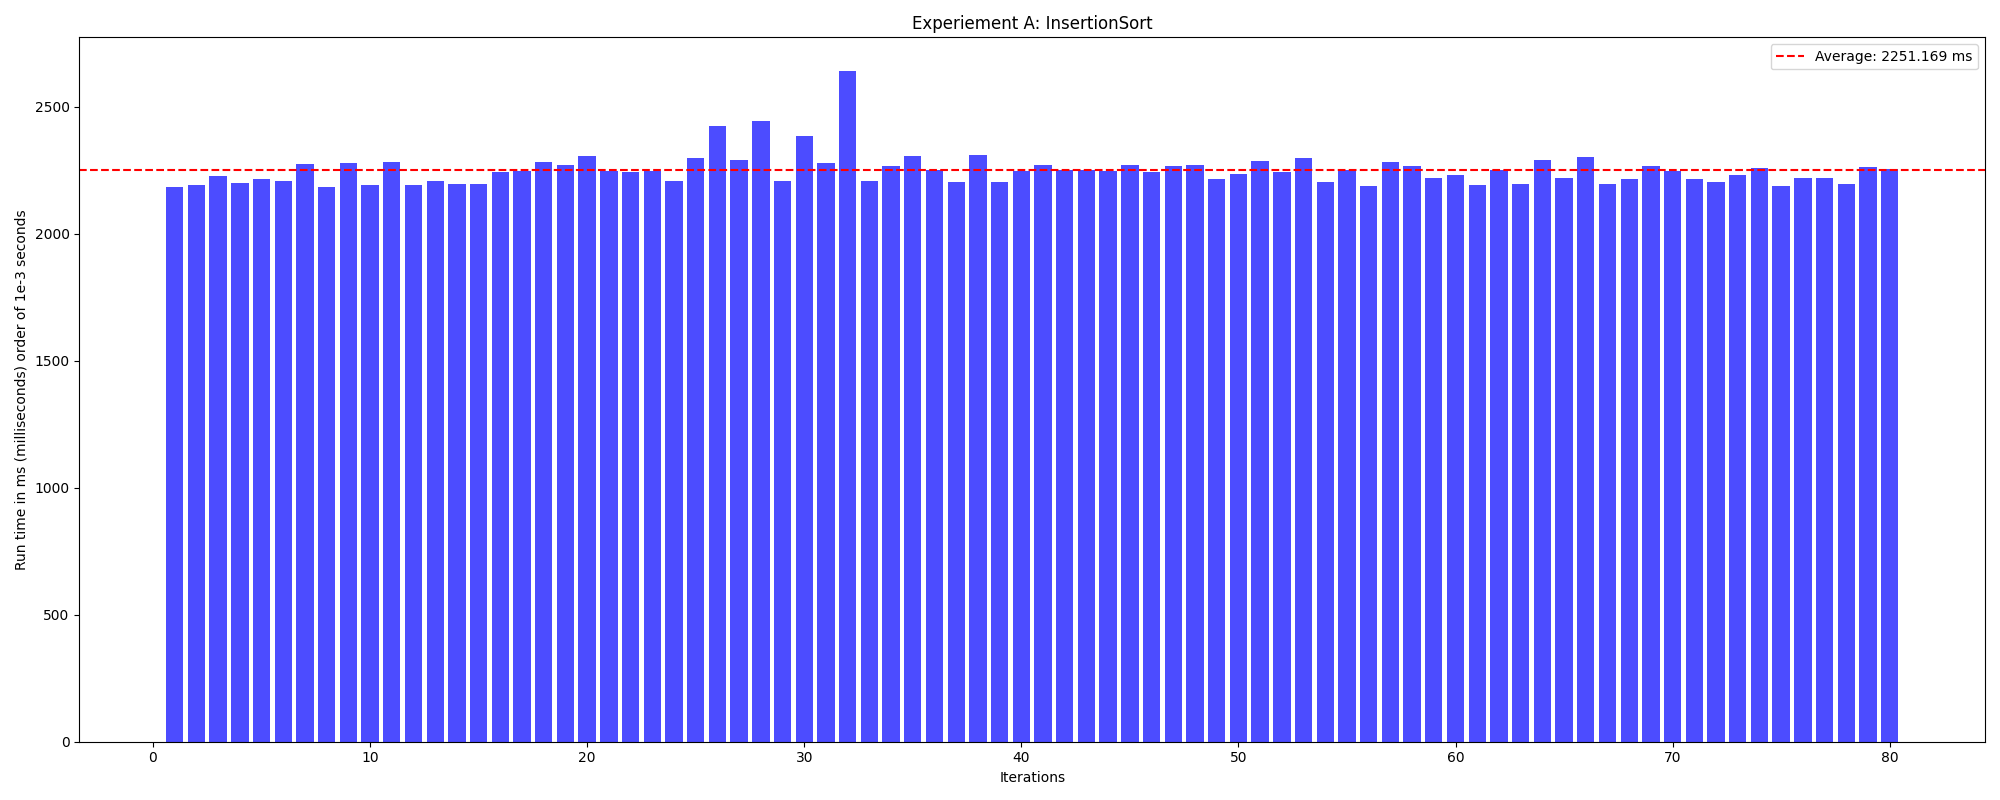 Experiement A: InsertionSort
Average: 2251.169 ms
Run time in ms (milliseconds) order of 1e-3 seconds
2500
2000
1500
1000
500
0
0 10 20 30 40 50 60 70 80
Iterations